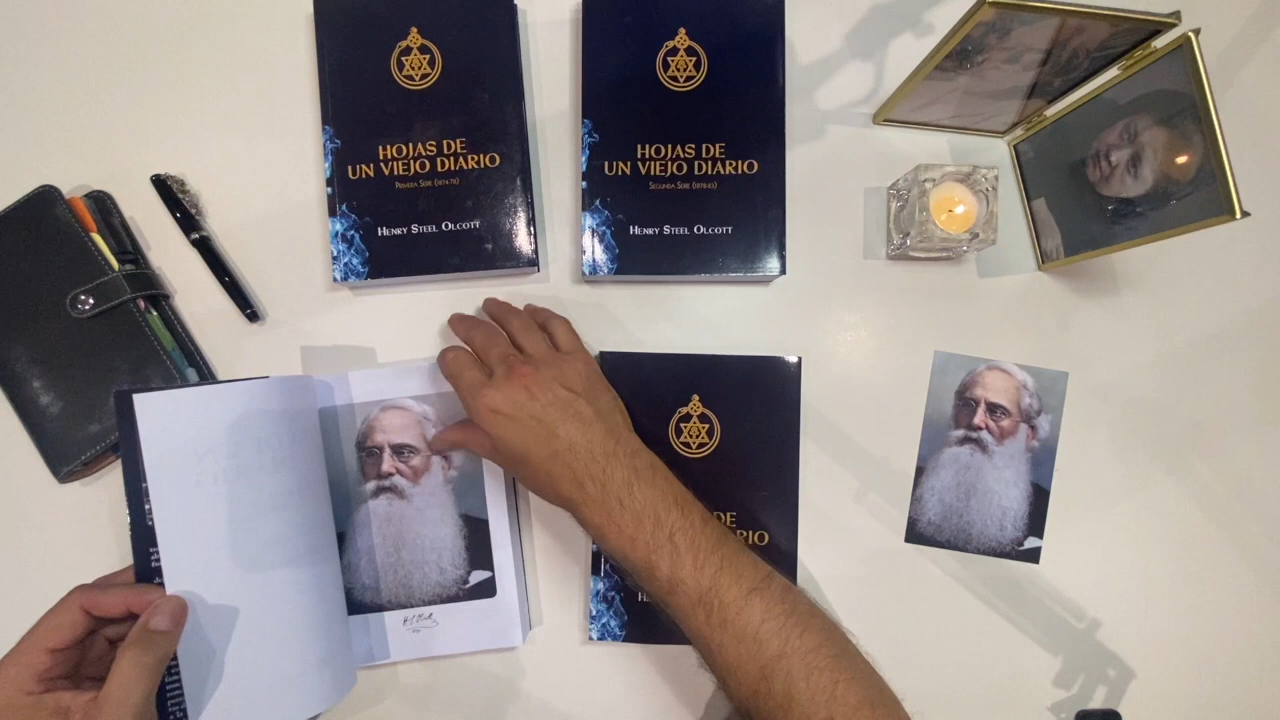 HOJAS DE
UN VIEJO DIARIO
PRIMERA SERIE (1874-78)
HENRY STEEL OLCOTT
HOJAS DE
UN VIEJO DIARIO
SEGUNDA SERIE (1878-83)
HENRY STEEL OLCOTT
DE
RIO
H